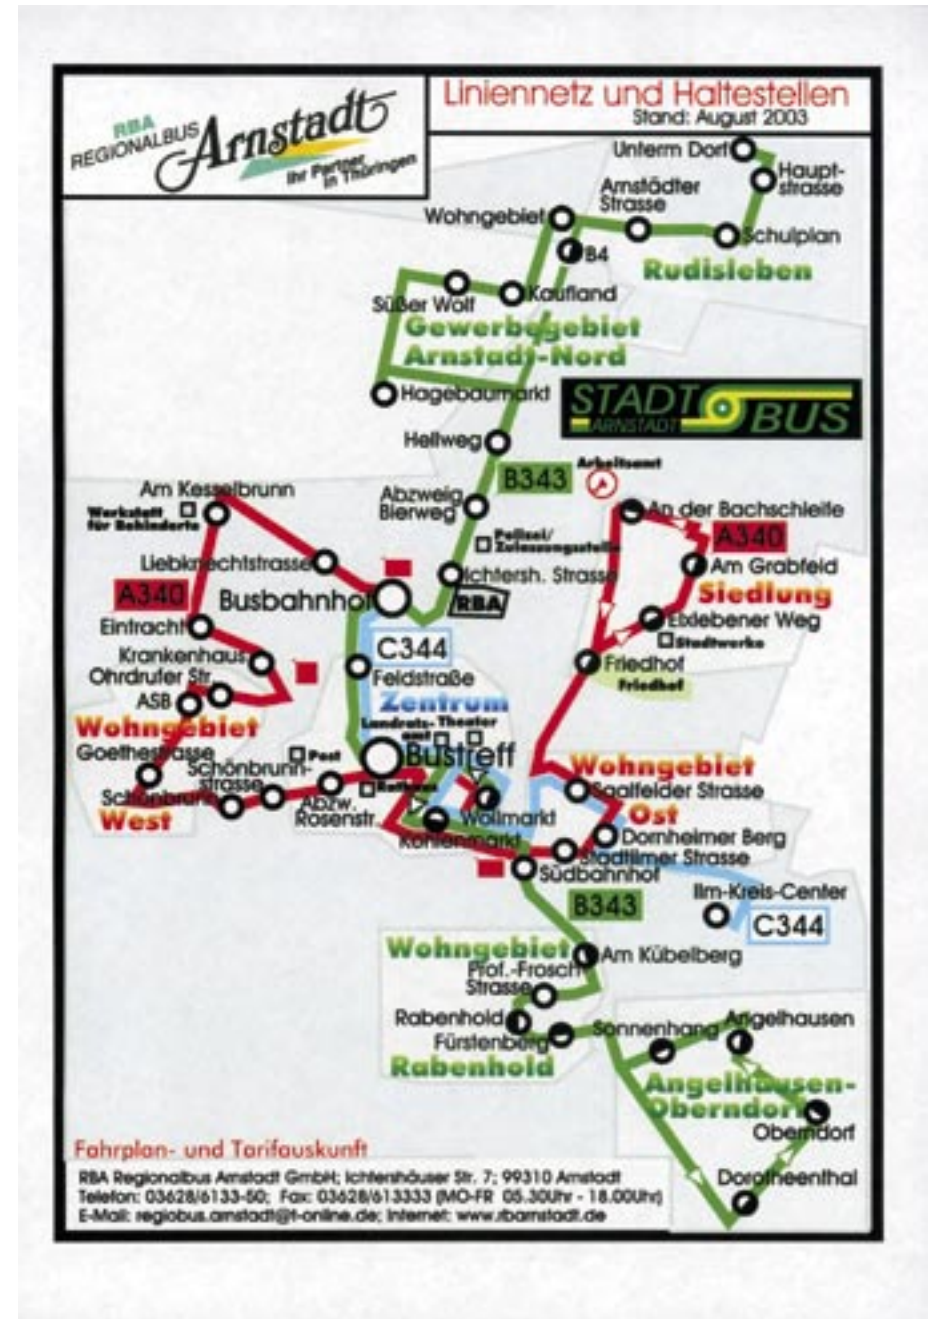 RBA
REGIONALBUS
Arnstadt
Ihr Partner
in Thüringen
Liniennetz und Haltestellen
Stand: August 2003
Unterm Dorf
Haupt-
strasse
Arnstädter
Strasse
Wohngebiet
Schulplan
B4
Rudisleben
Süßer Wolf
Kaufland
Gewerbegebiet
Arnstadt-Nord
Hagebaumarkt
STADT BUS
ARNSTADT
Hellweg
B343
Arbeitsamt
Am Kesselbrunn
Werkstatt
für Behinderte
Abzweig
Bierweg
An der Bachschleife
Polizei/
Zulassungsstelle
A340
Liebknechtstrasse
Ichtersh. Strasse
Am Grabfeld
A340
Busbahnhof
RBA
Siedlung
Eintracht
Elxlebener Weg
Stadtwerke
C344
Krankenhaus
Friedhof
Ohrdrufer Str.
Feldstraße
Friedhof
ASB
Zentrum
Wohngebiet
Landrats-
amt
Theater
Goethestrasse
Post
Bustreff
Schönbrunn-
strasse
Wohngebiet
Rathaus
Saalfelder Strasse
Schönbrunn
Abzw.
Rosenstr.
Wollmarkt
Ost
West
Kohlenmarkt
Dornheimer Berg
Stadtilmer Strasse
Südbahnhof
Ilm-Kreis-Center
B343
C344
Wohngebiet
Am Kübelberg
Prof.-Frosch
Strasse
Rabenhold
Fürstenberg
Sonnenhang
Angelhausen
Rabenhold
Angelhausen-
Oberndorf
Oberndorf
Dorotheenthal
Fahrplan- und Tarifauskunft
RBA Regionalbus Arnstadt GmbH; Ichtershäuser Str. 7; 99310 Arnstadt
Telefon: 03628/6133-50; Fax: 03628/613333 (MO-FR 05.30Uhr - 18.00Uhr)
E-Mail: regiobus.arnstadt@t-online.de; Internet: www.rbarnstadt.de